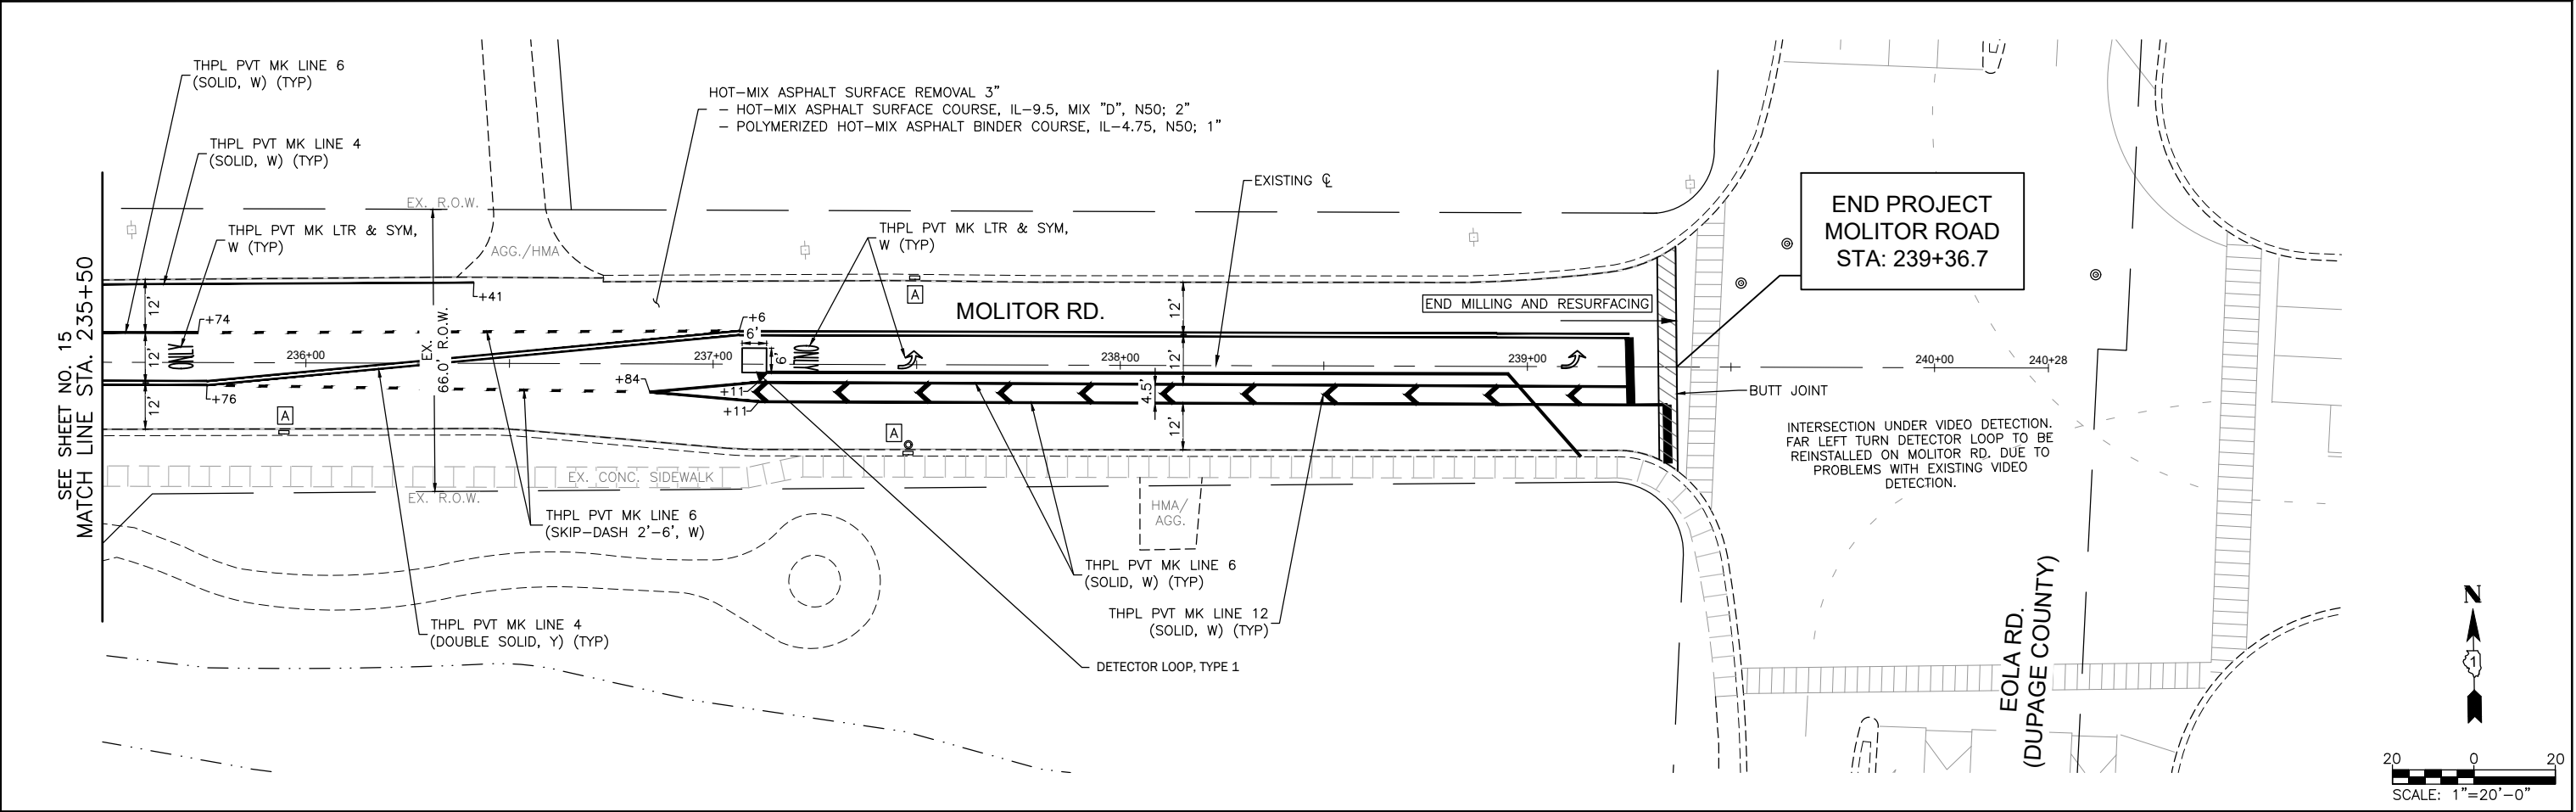 THPL PVT MK LINE 6
(SOLID, W) (TYP)
THPL PVT MK LINE 4
(SOLID, W) (TYP)
THPL PVT MK LTR & SYM,
W (TYP)
HOT-MIX ASPHALT SURFACE REMOVAL 3"
- HOT-MIX ASPHALT SURFACE COURSE, IL-9.5, MIX "D", N50; 2"
- POLYMERIZED HOT-MIX ASPHALT BINDER COURSE, IL-4.75, N50; 1"
EX. R.O.W.
AGG./HMA
THPL PVT MK LTR & SYM,
W (TYP)
EXISTING ℄
END PROJECT
MOLITOR ROAD
STA: 239+36.7
SEE SHEET NO. 15
MATCH LINE STA. 235+50
12'
12'
12'
+74
+41
+76
ONLY
236+00
EX.
66.0' R.O.W.
A
+84
+6
6'
6'
237+00
+11
+11
ONLY
A
A
MOLITOR RD.
238+00
12'
12'
4.5'
12'
END MILLING AND RESURFACING
239+00
240+00
240+28
BUTT JOINT
INTERSECTION UNDER VIDEO DETECTION.
FAR LEFT TURN DETECTOR LOOP TO BE
REINSTALLED ON MOLITOR RD. DUE TO
PROBLEMS WITH EXISTING VIDEO
DETECTION.
EX. CONC. SIDEWALK
EX. R.O.W.
HMA/
AGG.
THPL PVT MK LINE 6
(SKIP-DASH 2'-6', W)
THPL PVT MK LINE 6
(SOLID, W) (TYP)
THPL PVT MK LINE 12
(SOLID, W) (TYP)
THPL PVT MK LINE 4
(DOUBLE SOLID, Y) (TYP)
DETECTOR LOOP, TYPE 1
EOLA RD.
(DUPAGE COUNTY)
N
1
20 0 20
SCALE: 1"=20'-0"